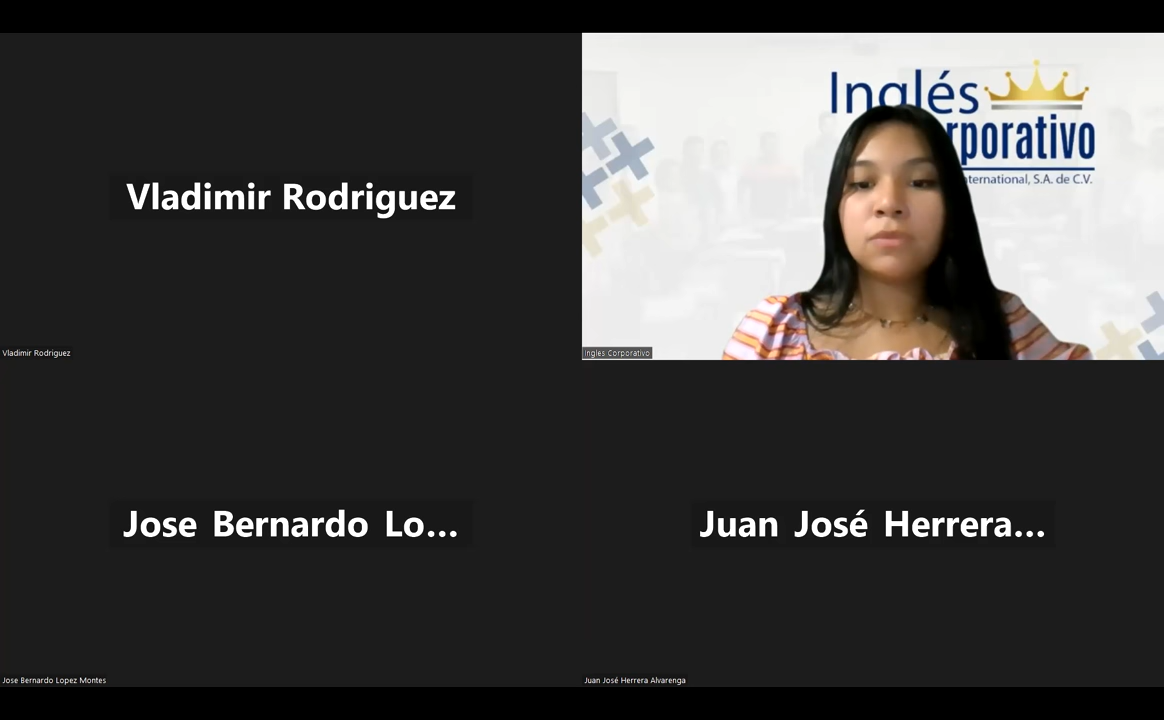 Vladimir Rodriguez
Vladimir Rodriguez
Inglés
rporativo
ternational, S.A. de C.V.
Ingles Corporativo
Jose Bernardo Lo...
Juan José Herrera...
Jose Bernardo Lopez Montes
Juan José Herrera Alvarenga